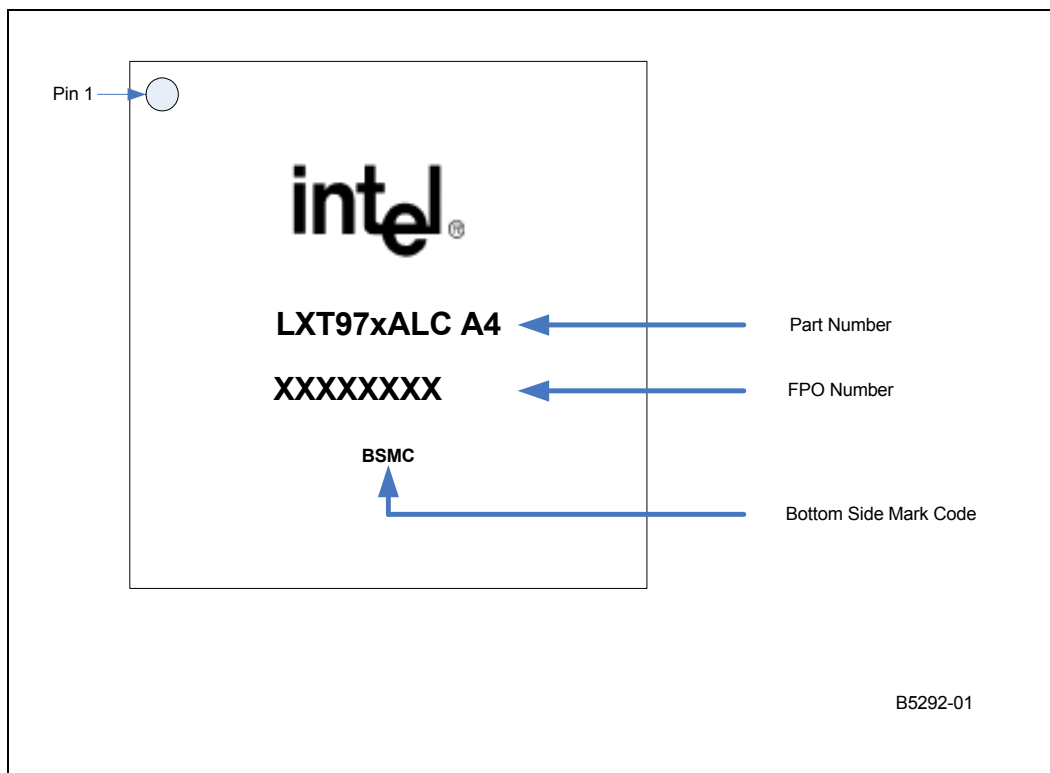 Pin 1
intel®
LXT97xALC A4
Part Number
XXXXXXXX
FPO Number
BSMC
Bottom Side Mark Code
B5292-01